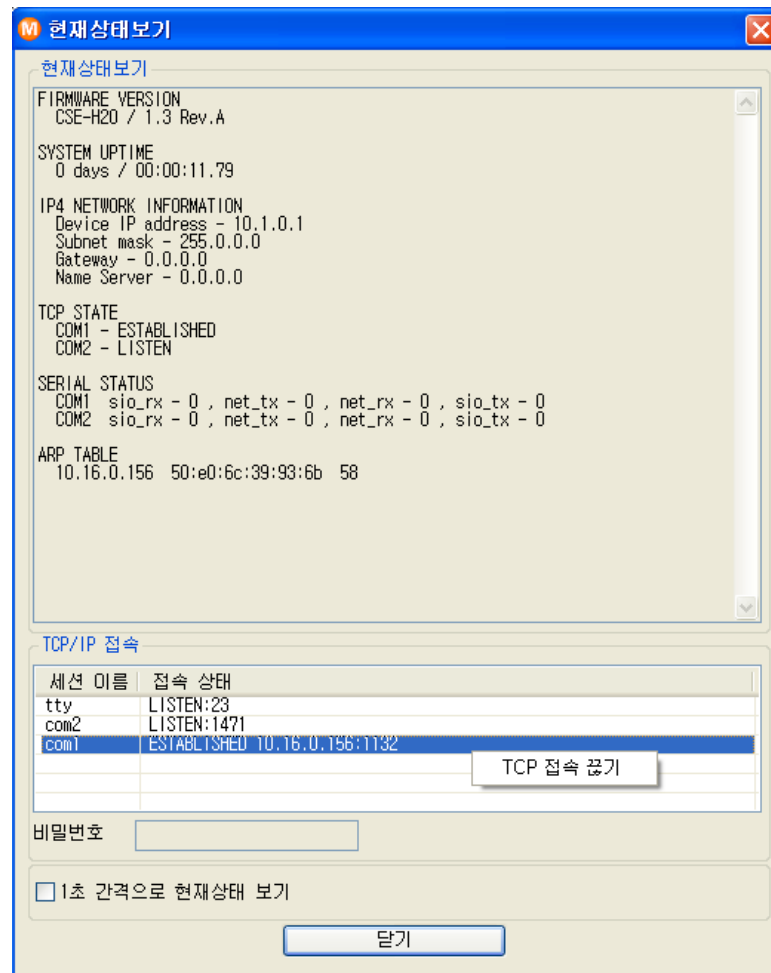 현재상태보기
현재상태보기
FIRMWARE VERSION
CSE-H20 / 1.3 Rev.A
SYSTEM UPTIME
0 days / 00:00:11.79
IP4 NETWORK INFORMATION
Device IP address - 10.1.0.1
Subnet mask - 255.0.0.0
Gateway - 0.0.0.0
Name Server - 0.0.0.0
TCP STATE
COM1 - ESTABLISHED
COM2 - LISTEN
SERIAL STATUS
COM1 sio_rx - 0 , net_tx - 0 , net_rx - 0 , sio_tx - 0
COM2 sio_rx - 0 , net_tx - 0 , net_rx - 0 , sio_tx - 0
ARP TABLE
10.16.0.156 50:e0:6c:39:93:6b 58
TCP/IP 접속
세션 이름 접속 상태
tty LISTEN:23
com2 LISTEN:1471
com1 ESTABLISHED 10.16.0.156:1132
TCP 접속 끊기
비밀번호
1초 간격으로 현재상태 보기
닫기